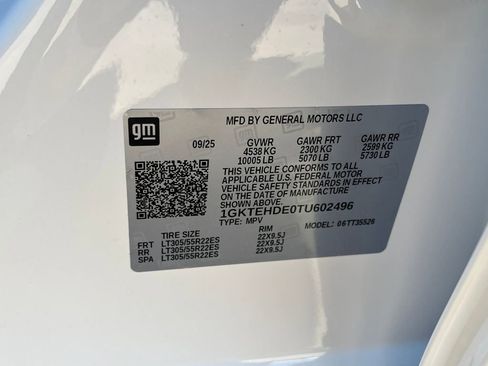 gm
MFD BY GENERAL MOTORS LLC
09/25 GVWR GAWR FRT GAWR RR
4538 KG 2300 KG 2599 KG
10005 LB 5070 LB 5730 LB
THIS VEHICLE CONFORMS TO ALL
APPLICABLE U.S. FEDERAL MOTOR
VEHICLE SAFETY STANDARDS IN EFFECT
ON THE DATE OF MANUFACTURE
SHOWN ABOVE.
1GKTEHDE0TU602496
TYPE: MPV MODEL: 06TT35526
TIRE SIZE RIM
FRT LT305/55R22ES 22X9.5J
RR LT305/55R22ES 22X9.5J
SPA LT305/55R22ES 22X9.5J